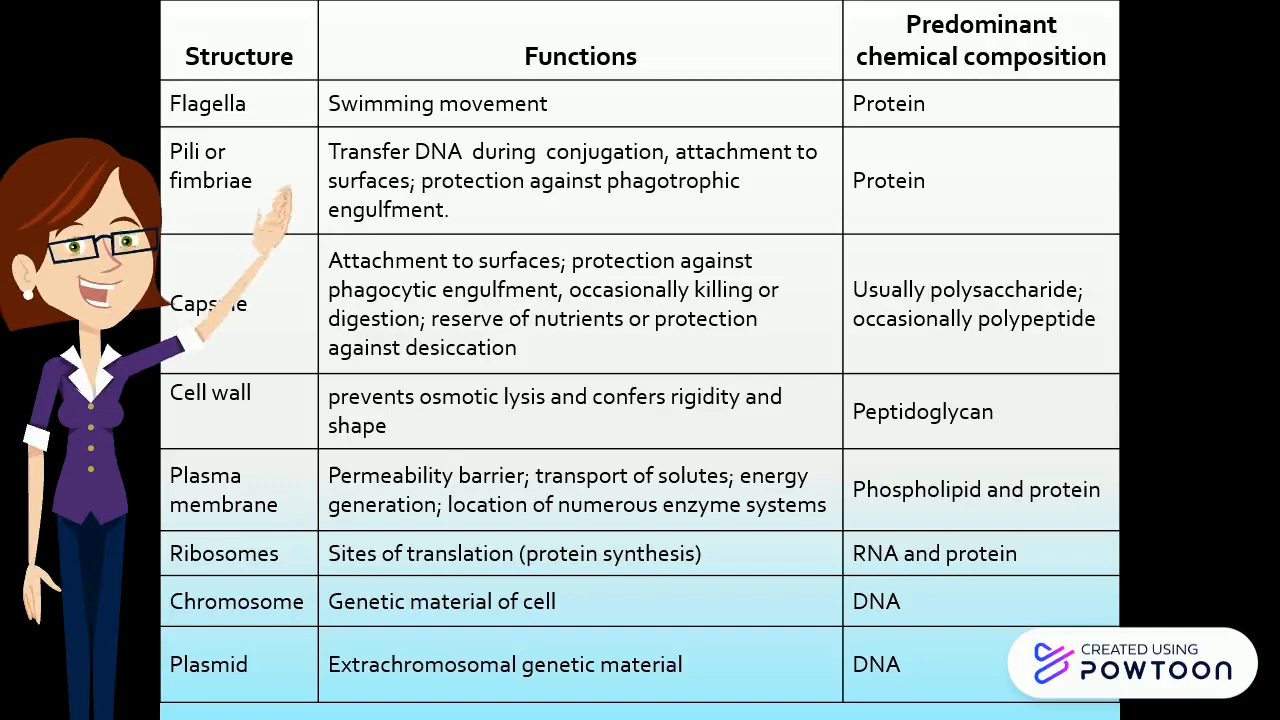 Structure
Functions
Predominant
chemical composition
Flagella
Swimming movement
Protein
Pili or
fimbriae
Transfer DNA during conjugation, attachment to
surfaces; protection against phagotrophic
engulfment.
Protein
Attachment to surfaces; protection against
phagocytic engulfment, occasionally killing or
digestion; reserve of nutrients or protection
against desiccation
Usually polysaccharide;
occasionally polypeptide
Cell wall
prevents osmotic lysis and confers rigidity and
shape
Peptidoglycan
Plasma
membrane
Permeability barrier; transport of solutes; energy
generation; location of numerous enzyme systems
Phospholipid and protein
Ribosomes
Sites of translation (protein synthesis)
RNA and protein
Chromosome
Genetic material of cell
DNA
Plasmid
Extrachromosomal genetic material
DNA
CREATED USING
POWTOON